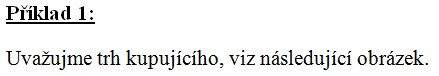 Příklad 1:
Uvažujme trh kupujícího, viz následující obrázek.